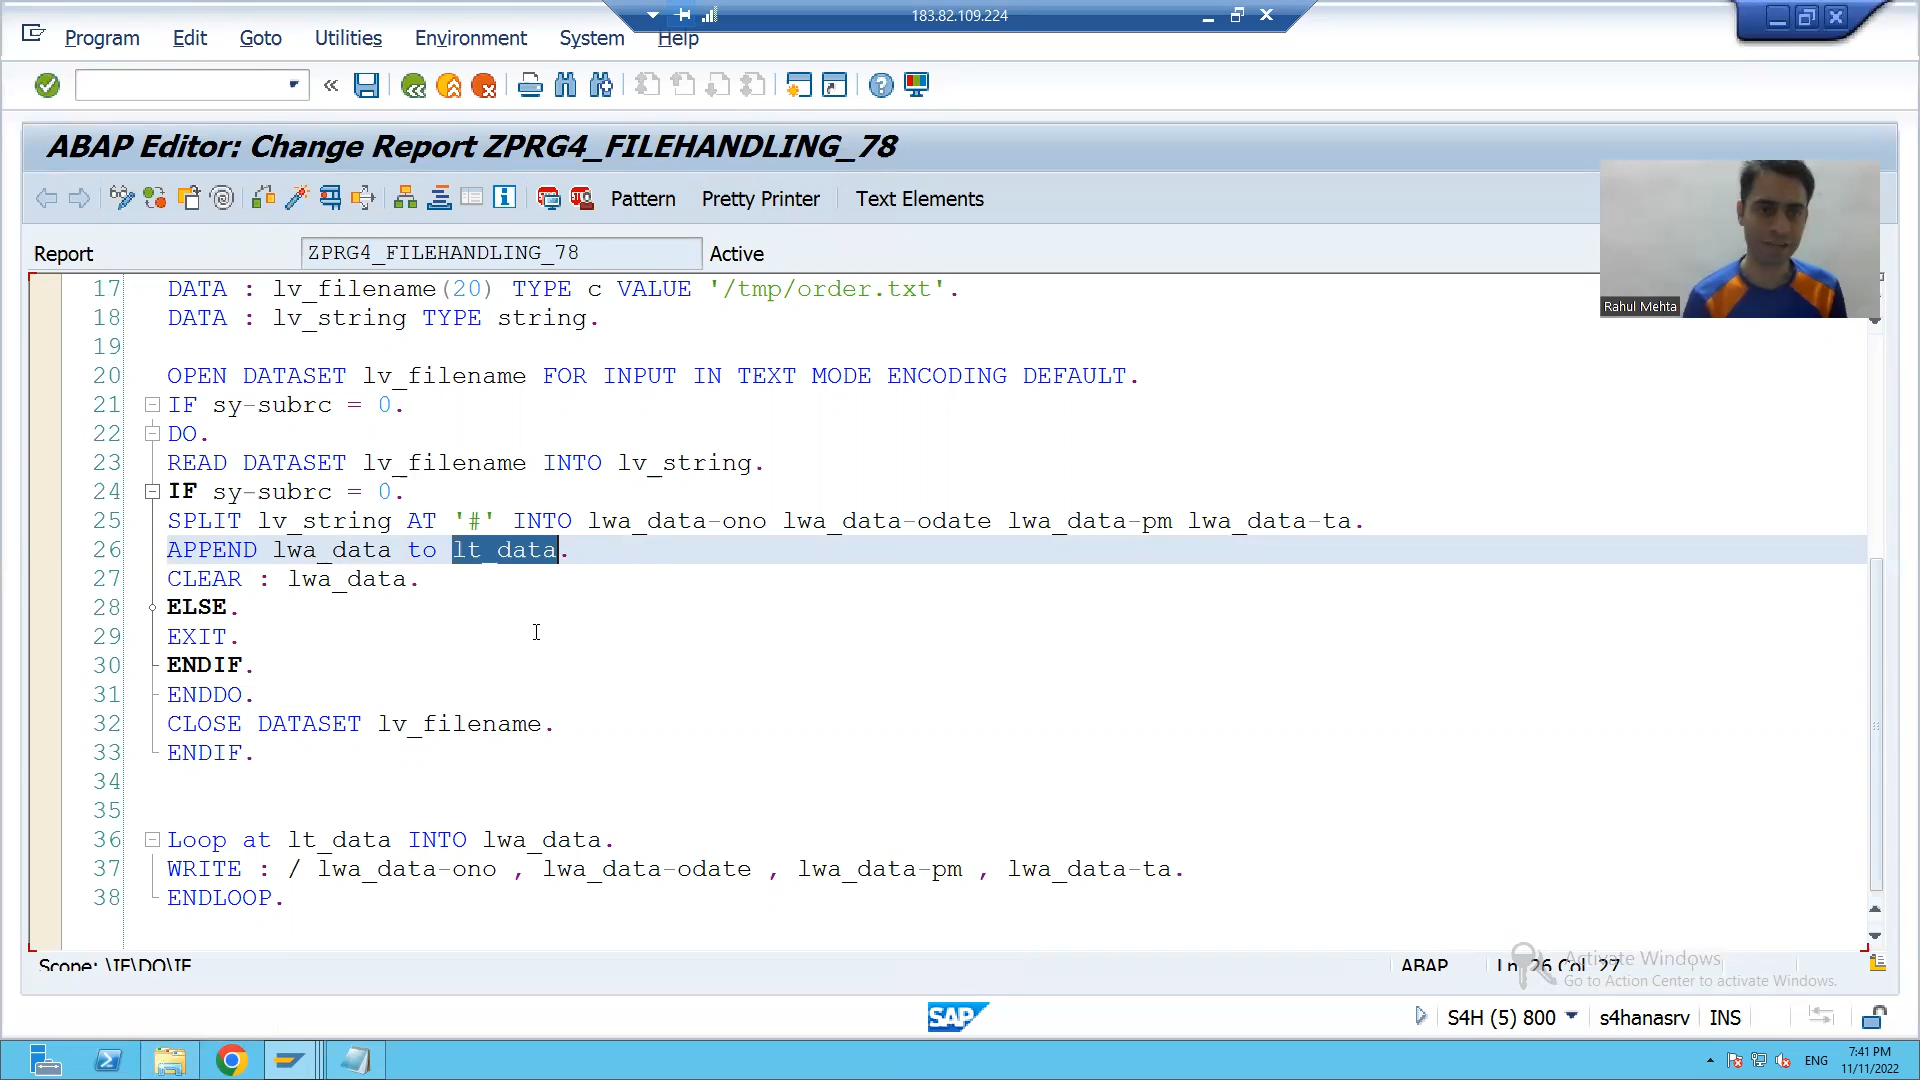 183.82.109.224
Program Edit Goto Utilities Environment System Help
ABAP Editor: Change Report ZPRG4_FILEHANDLING_78
Pattern Pretty Printer Text Elements
Report ZPRG4_FILEHANDLING_78 Active
Rahul Mehta
17 DATA : lv_filename(20) TYPE c VALUE '/tmp/order.txt'.
18 DATA : lv_string TYPE string.
19
20 OPEN DATASET lv_filename FOR INPUT IN TEXT MODE ENCODING DEFAULT.
21 IF sy-subrc = 0.
22 DO.
23 READ DATASET lv_filename INTO lv_string.
24 IF sy-subrc = 0.
25 SPLIT lv_string AT '#' INTO lwa_data-ono lwa_data-odate lwa_data-pm lwa_data-ta.
26 APPEND lwa_data to lt_data.
27 CLEAR : lwa_data.
28 ELSE.
29 EXIT.
30 ENDIF.
31 ENDDO.
32 CLOSE DATASET lv_filename.
33 ENDIF.
34
35
36 Loop at lt_data INTO lwa_data.
37 WRITE : / lwa_data-ono , lwa_data-odate , lwa_data-pm , lwa_data-ta.
38 ENDLOOP.
Activate Windows
Go to Action Center to activate Windows.
Scope: \IF\DO\IF ABAP Ln 26 Col 27
SAP S4H (5) 800 s4hanasrv INS
ENG 7:41 PM
11/11/2022